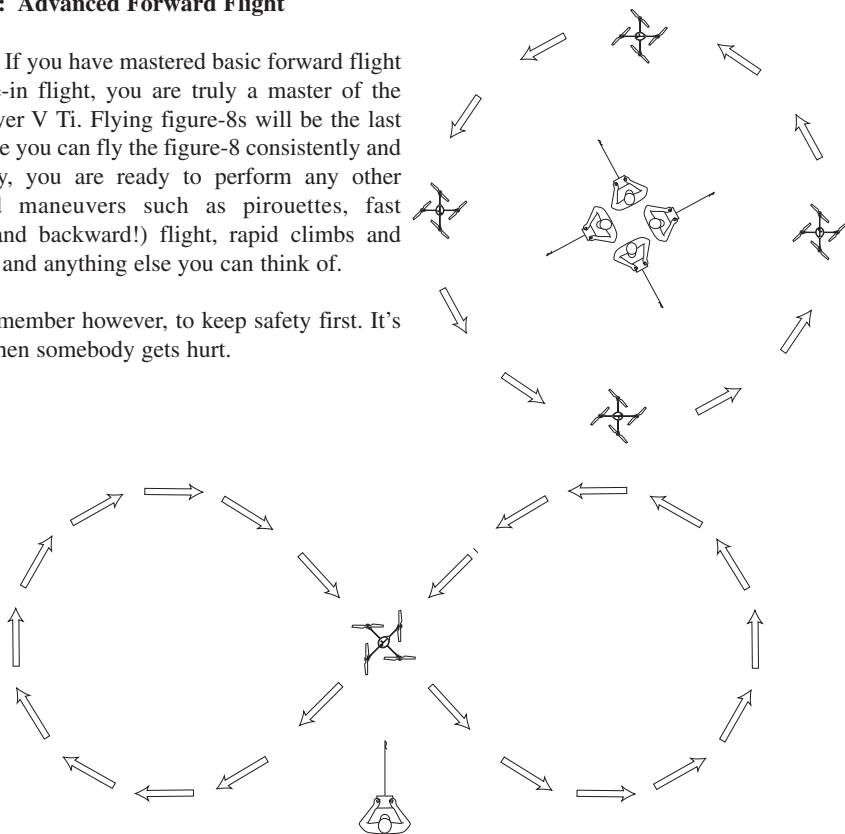 : Advanced Forward Flight
If you have mastered basic forward flight
-in flight, you are truly a master of the
yer V Ti. Flying figure-8s will be the last
e you can fly the figure-8 consistently and
y, you are ready to perform any other
maneuvers such as pirouettes, fast
and backward!) flight, rapid climbs and
and anything else you can think of.
member however, to keep safety first. It's
hen somebody gets hurt.